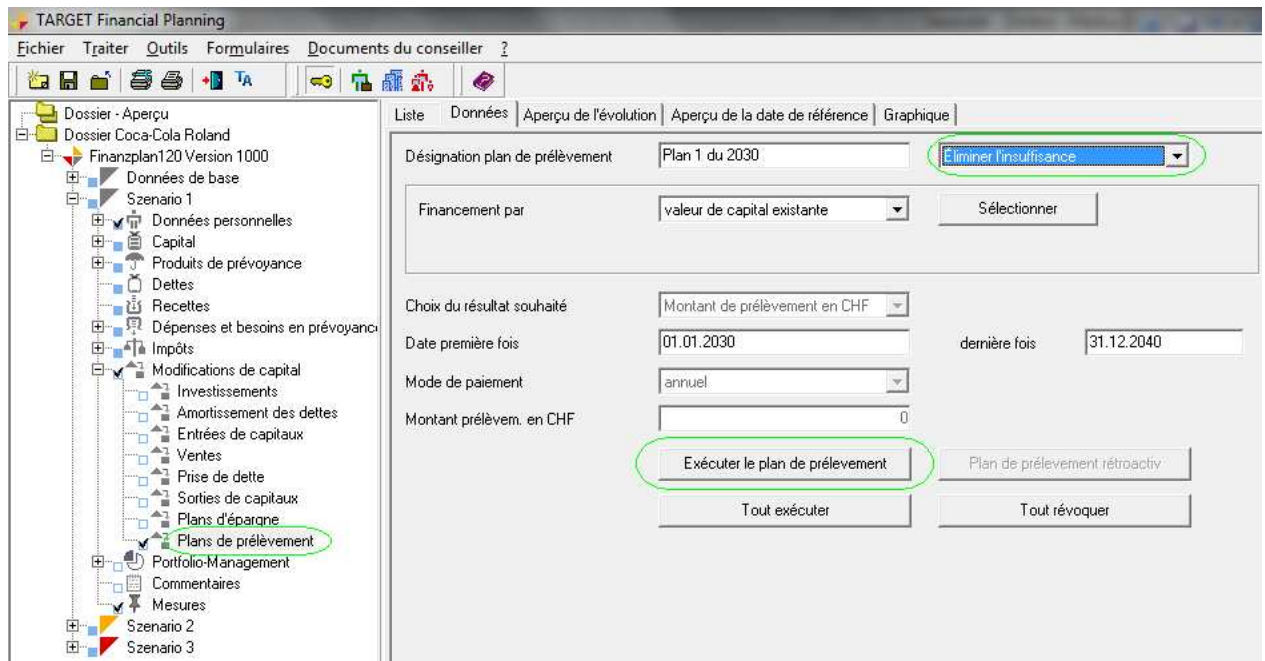 TARGET Financial Planning
Fichier Traiter Outils Formulaires Documents du conseiller ?
TA
Dossier - Aperçu
Dossier Coca-Cola Roland
Finanzplan120 Version 1000
Données de base
Szenario 1
Données personnelles
Capital
Produits de prévoyance
Dettes
Recettes
Dépenses et besoins en prévoyanc
Impôts
Modifications de capital
Investissements
Amortissement des dettes
Entrées de capitaux
Ventes
Prise de dette
Sorties de capitaux
Plans d'épargne
Plans de prélèvement
Portfolio-Management
Commentaires
Mesures
Szenario 2
Szenario 3
Liste Données Aperçu de l'évolution Aperçu de la date de référence Graphique
Désignation plan de prélèvement Plan 1 du 2030 Éliminer l'insuffisance
Financement par valeur de capital existante Sélectionner
Choix du résultat souhaité Montant de prélèvement en CHF
Date première fois 01.01.2030 dernière fois 31.12.2040
Mode de paiement annuel
Montant prélèvem. en CHF 0
Exécuter le plan de prélevement Plan de prélevement rétroactiv
Tout exécuter Tout révoquer